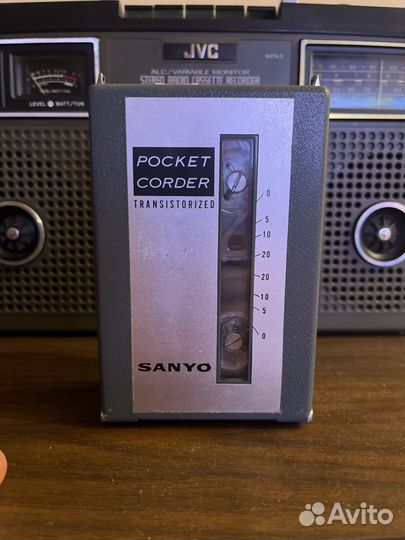 JVC
ALC/VARIABLE MONITOR
STEREO RADIO CASSETTE RECORDER
LEVEL BATT/TUN
POCKET
CORDER
TRANSISTORIZED
0
5
10
20
20
10
5
0
SANYO
Avito